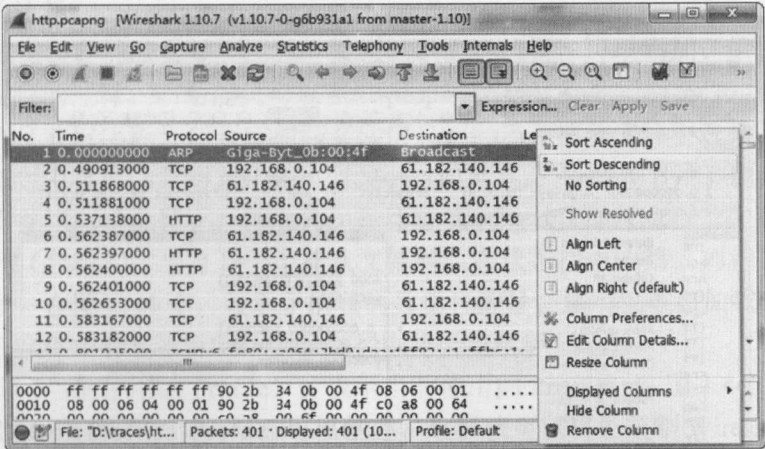 http.pcapng [Wireshark 1.10.7 (v1.10.7-0-g6b931a1 from master-1.10)]
File Edit View Go Capture Analyze Statistics Telephony Tools Internals Help
Filter: Expression... Clear Apply Save
No. Time Protocol Source Destination Le
1 0.000000000 ARP Giga-Byt_0b:00:4f Broadcast
2 0.490913000 TCP 192.168.0.104 61.182.140.146
3 0.511868000 TCP 61.182.140.146 192.168.0.104
4 0.511881000 TCP 192.168.0.104 61.182.140.146
5 0.537138000 HTTP 192.168.0.104 61.182.140.146
6 0.562387000 TCP 61.182.140.146 192.168.0.104
7 0.562397000 HTTP 61.182.140.146 192.168.0.104
8 0.562400000 HTTP 61.182.140.146 192.168.0.104
9 0.562401000 TCP 192.168.0.104 61.182.140.146
10 0.562653000 TCP 192.168.0.104 61.182.140.146
11 0.583167000 TCP 61.182.140.146 192.168.0.104
12 0.583182000 TCP 192.168.0.104 61.182.140.146
Sort Ascending
Sort Descending
No Sorting
Show Resolved
Align Left
Align Center
Align Right (default)
Column Preferences...
Edit Column Details...
Resize Column
Displayed Columns
Hide Column
Remove Column
0000 ff ff ff ff ff ff 90 2b 34 0b 00 4f 08 06 00 01 .....
0010 08 00 06 04 00 01 90 2b 34 0b 00 4f c0 a8 00 64 .....
File: "D:\traces\ht... Packets: 401 · Displayed: 401 (10... Profile: Default